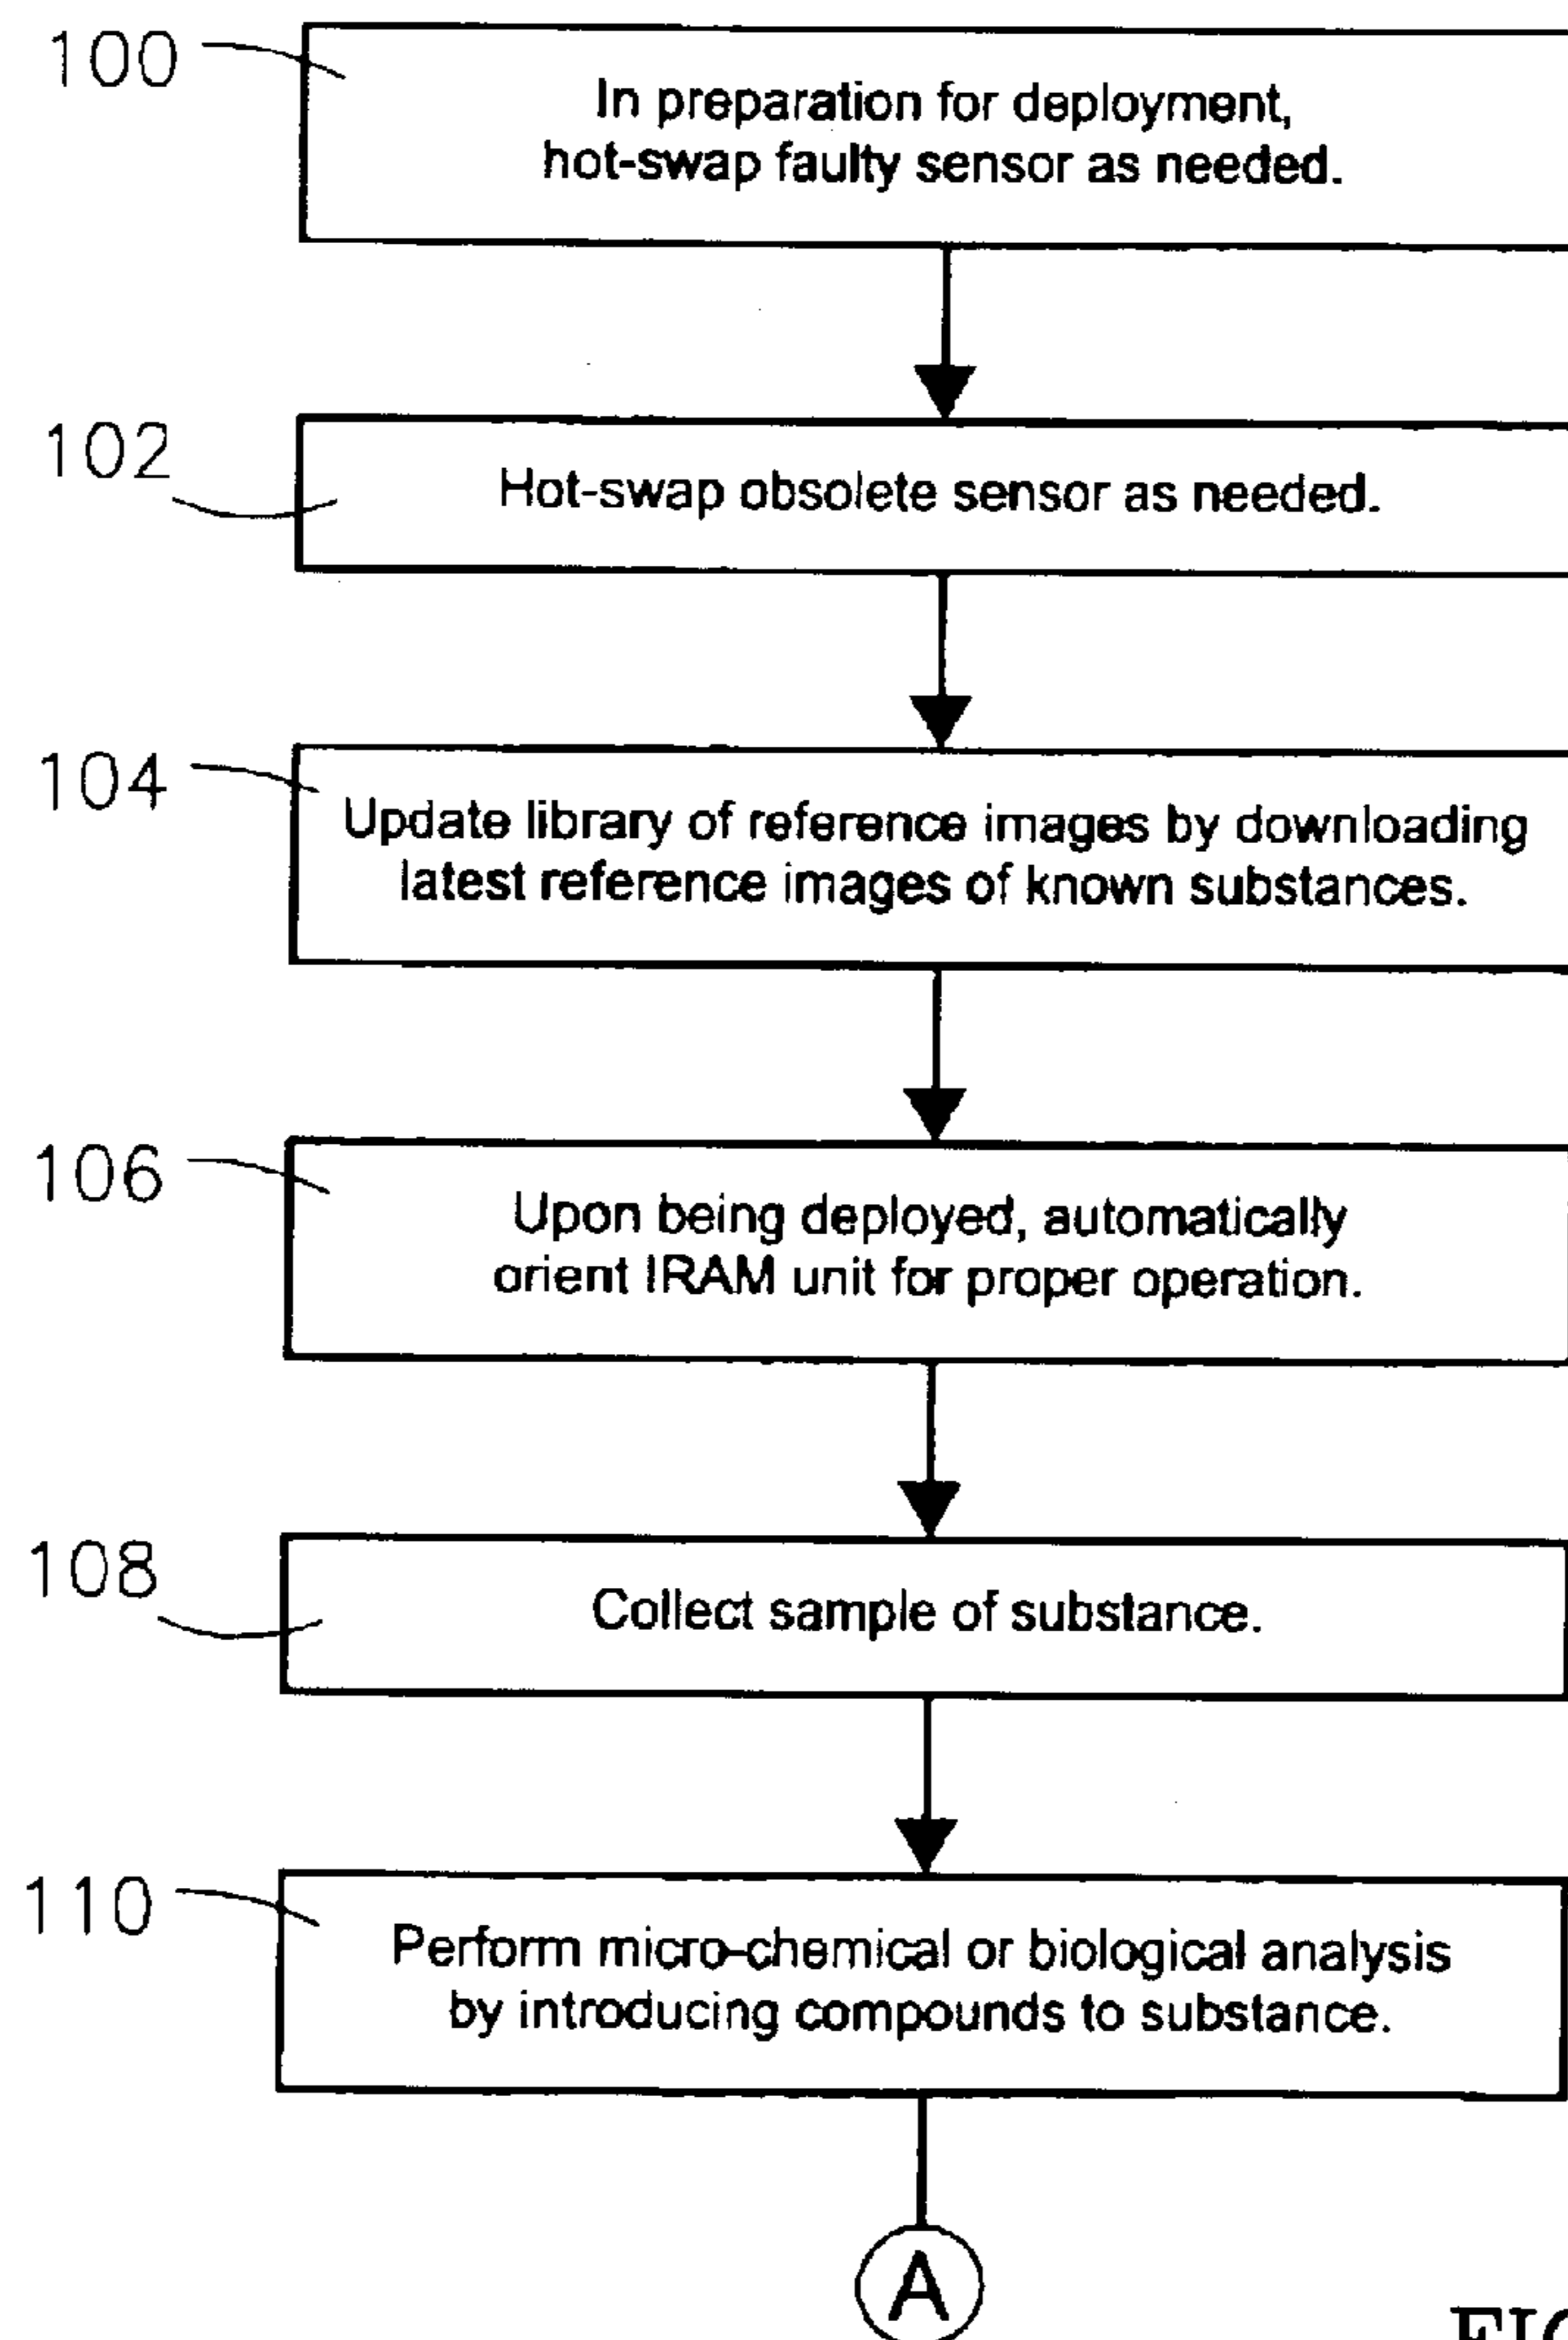 100
In preparation for deployment,
hot-swap faulty sensor as needed.
102
Hot-swap obsolete sensor as needed.
104
Update library of reference images by downloading
latest reference images of known substances.
106
Upon being deployed, automatically
orient IRAM unit for proper operation.
108
Collect sample of substance.
110
Perform micro-chemical or biological analysis
by introducing compounds to substance.
A